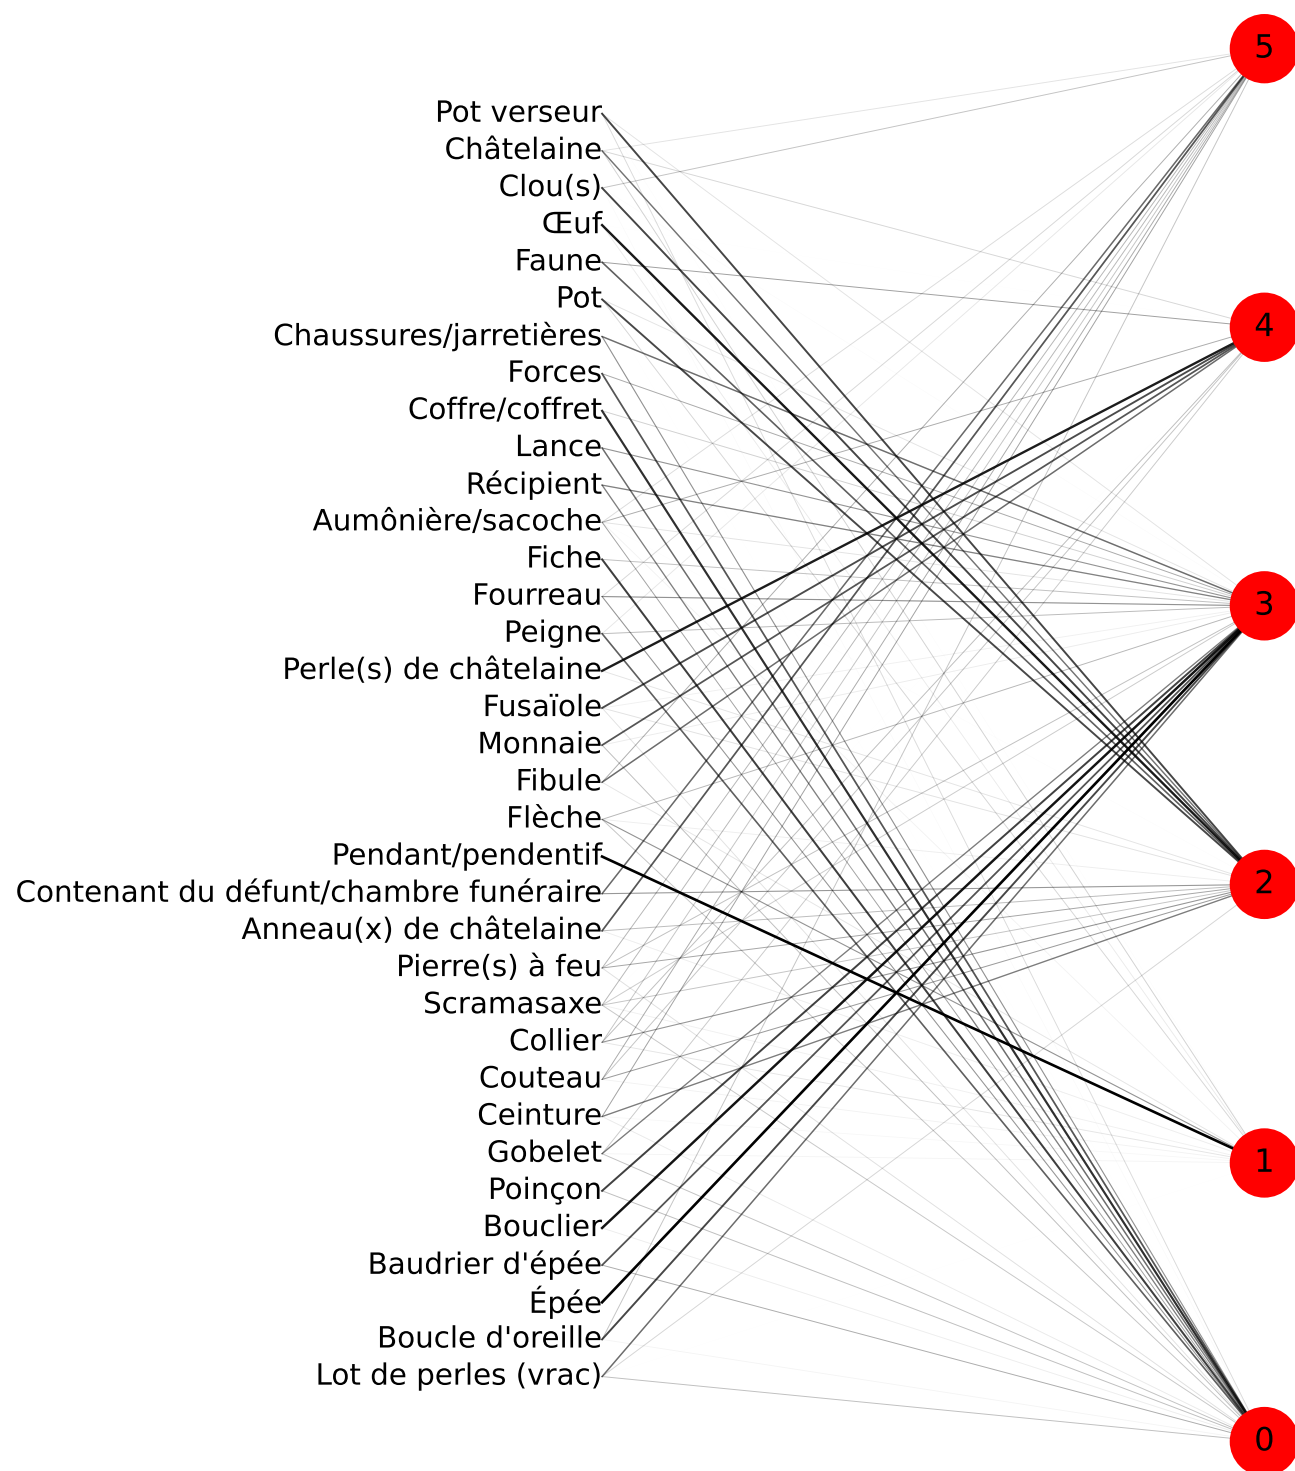 5
Pot verseur
Châtelaine
Clou(s)
Œuf
Faune
Pot
4
Chaussures/jarretières
Forces
Coffre/coffret
Lance
Récipient
Aumônière/sacoche
Fiche
Fourreau
3
Peigne
Perle(s) de châtelaine
Fusaïole
Monnaie
Fibule
Flèche
Pendant/pendentif
2
Contenant du défunt/chambre funéraire
Anneau(x) de châtelaine
Pierre(s) à feu
Scramasaxe
Collier
Couteau
Ceinture
Gobelet
1
Poinçon
Bouclier
Baudrier d'épée
Épée
Boucle d'oreille
Lot de perles (vrac)
0